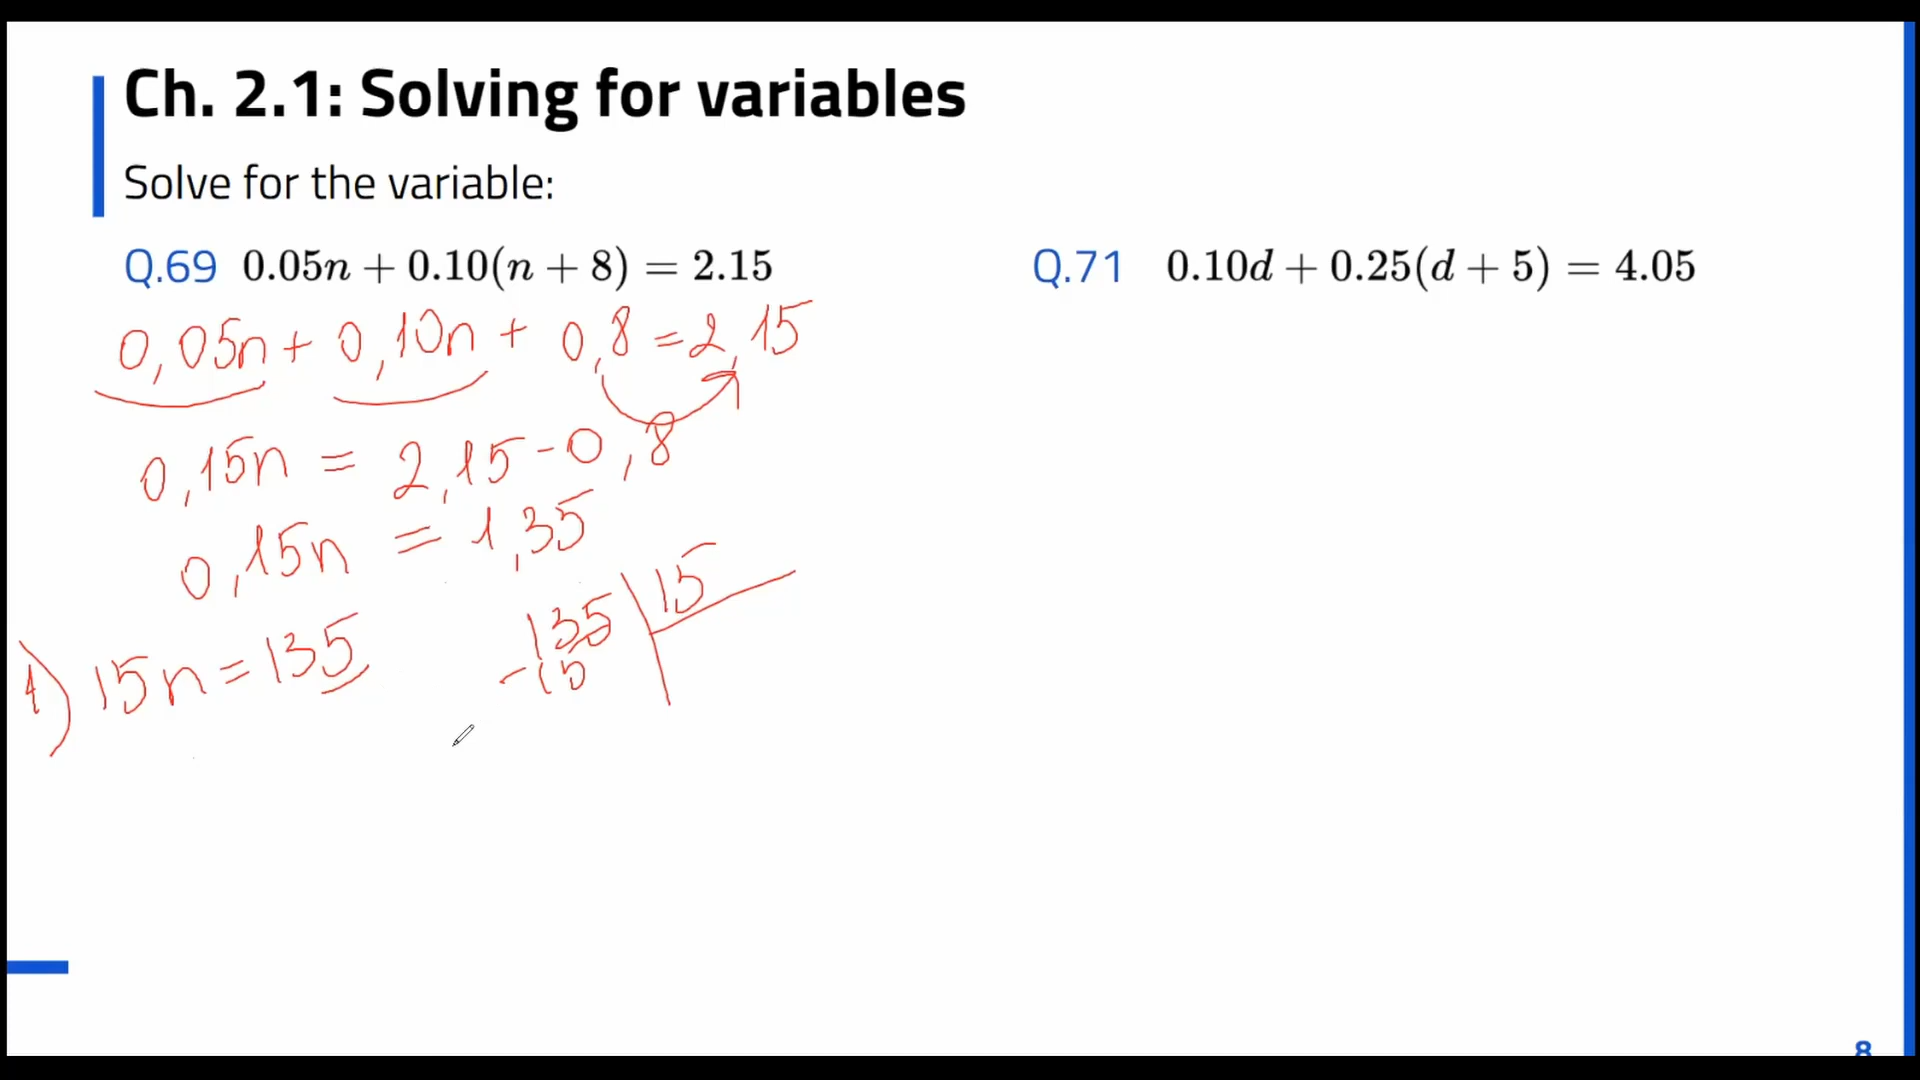 Ch. 2.1: Solving for variables
Solve for the variable:
Q.69 0.05n + 0.10(n + 8) = 2.15
0,05n + 0,10n + 0,8 = 2,15
0,15n = 2,15 - 0,8
0,15n = 1,35
1) 15n = 135
135 | 15
-15
Q.71 0.10d + 0.25(d + 5) = 4.05
8